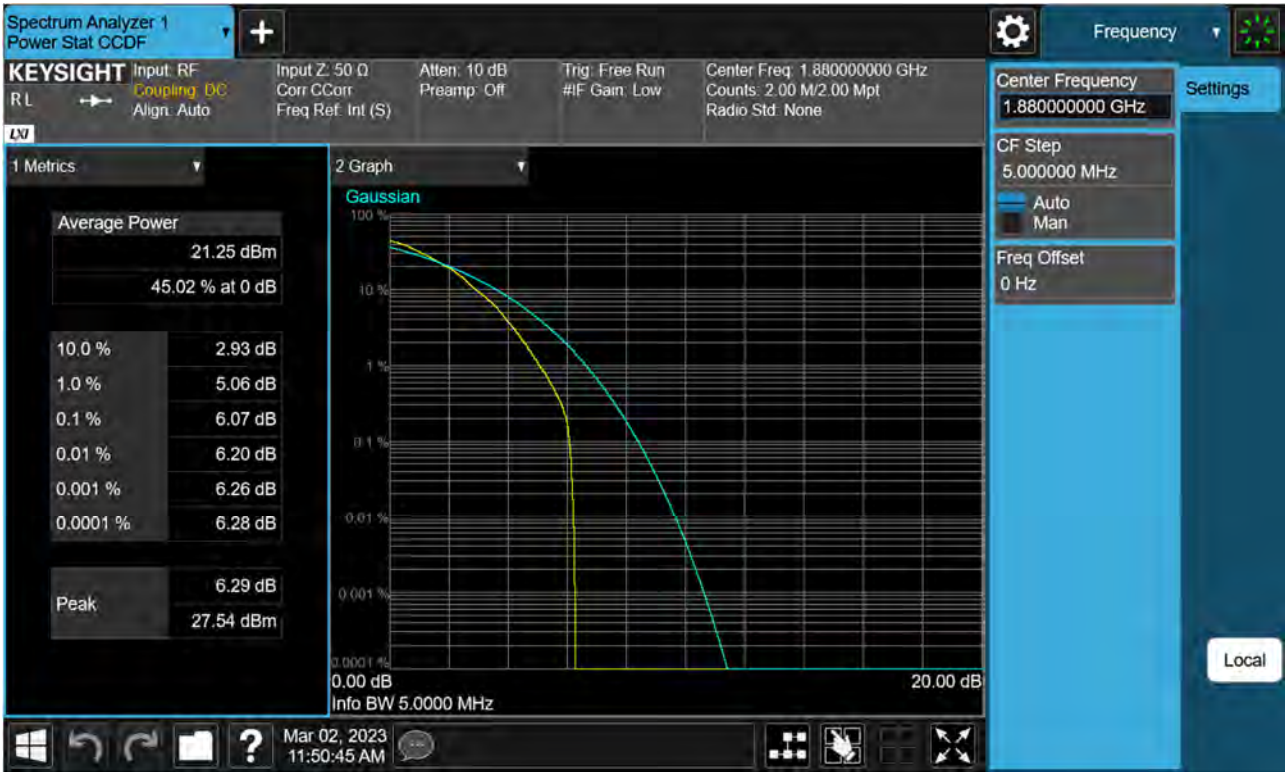 Spectrum Analyzer 1
Power Stat CCDF
+
Frequency
KEYSIGHT
RL
LXI
Input: RF
Coupling: DC
Align: Auto
Input Z: 50 Ω
Corr CCorr
Freq Ref: Int (S)
Atten: 10 dB
Preamp: Off
Trig: Free Run
#IF Gain: Low
Center Freq: 1.880000000 GHz
Counts: 2.00 M/2.00 Mpt
Radio Std: None
Center Frequency
1.880000000 GHz
Settings
CF Step
5.000000 MHz
Auto
Man
Freq Offset
0 Hz
Local
1 Metrics
Average Power
21.25 dBm
45.02 % at 0 dB
10.0 % 2.93 dB
1.0 % 5.06 dB
0.1 % 6.07 dB
0.01 % 6.20 dB
0.001 % 6.26 dB
0.0001 % 6.28 dB
Peak
6.29 dB
27.54 dBm
2 Graph
Gaussian
100 %
10 %
1 %
0.1 %
0.01 %
0.001 %
0.0001 %
0.00 dB 20.00 dB
Info BW 5.0000 MHz
?
Mar 02, 2023
11:50:45 AM